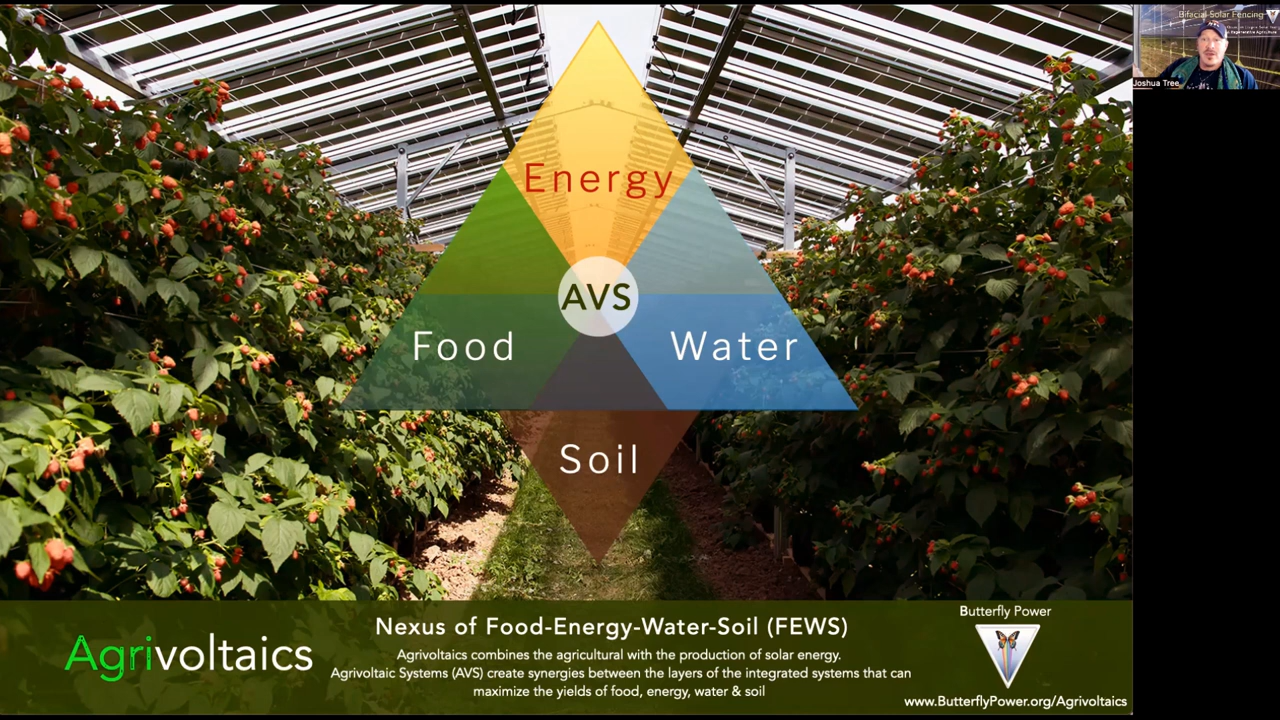 Energy
AVS
Food
Water
Soil
Agrivoltaics
Nexus of Food-Energy-Water-Soil (FEWS)
Agrivoltaics combines the agricultural with the production of solar energy.
Agrivoltaic Systems (AVS) create synergies between the layers of the integrated systems that can
maximize the yields of food, energy, water & soil
Butterfly Power
www.ButterflyPower.org/Agrivoltaics
Bifacial Solar Fencing
Joshua Tree